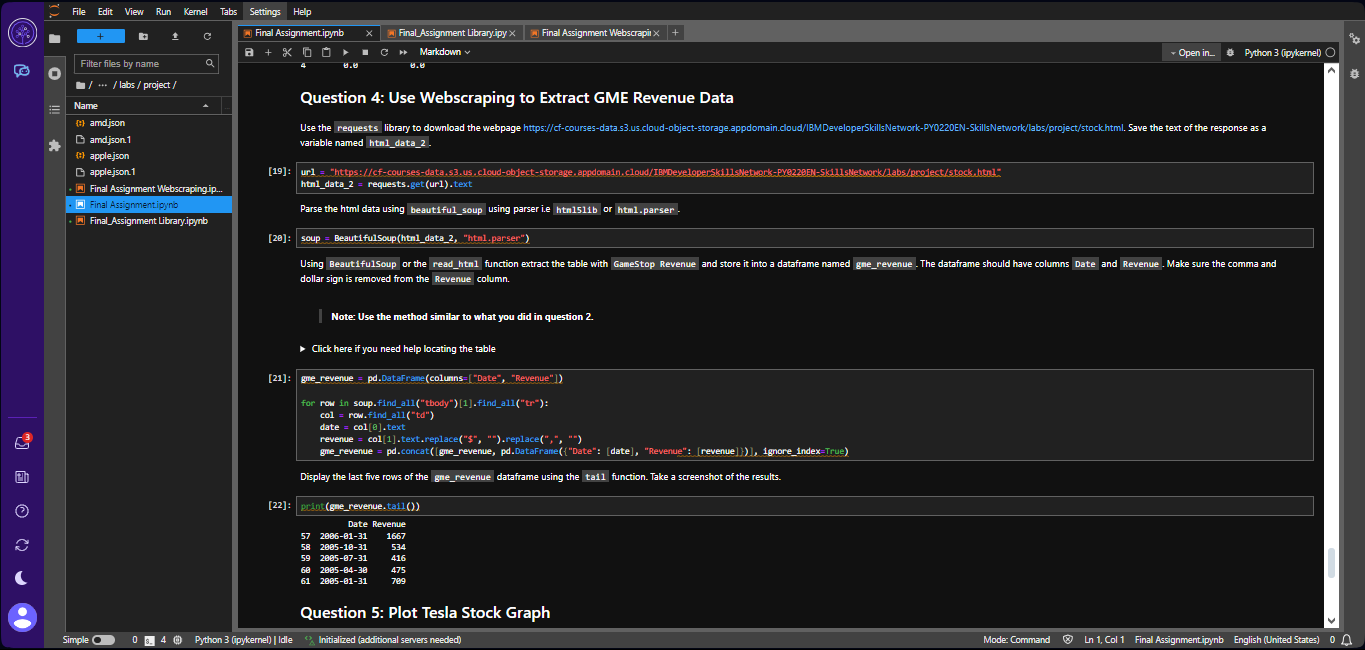 File Edit View Run Kernel Tabs Settings Help
Final Assignment.ipynb
Final_Assignment Library.ipy
Final Assignment Webscrapir
+
Filter files by name
/ ··· / labs / project /
Name
amd.json
amd.json.1
apple.json
apple.json.1
Final Assignment Webscraping.ip...
Final Assignment.ipynb
Final_Assignment Library.ipynb
3
Markdown
Open in...
Python 3 (ipykernel)
4 0.0 0.0
Question 4: Use Webscraping to Extract GME Revenue Data
Use the requests library to download the webpage https://cf-courses-data.s3.us.cloud-object-storage.appdomain.cloud/IBMDeveloperSkillsNetwork-PY0220EN-SkillsNetwork/labs/project/stock.html. Save the text of the response as a
variable named html_data_2.
[19]: url = "https://cf-courses-data.s3.us.cloud-object-storage.appdomain.cloud/IBMDeveloperSkillsNetwork-PY0220EN-SkillsNetwork/labs/project/stock.html"
html_data_2 = requests.get(url).text
Parse the html data using beautiful_soup using parser i.e html5lib or html.parser.
[20]: soup = BeautifulSoup(html_data_2, "html.parser")
Using BeautifulSoup or the read_html function extract the table with GameStop Revenue and store it into a dataframe named gme_revenue. The dataframe should have columns Date and Revenue. Make sure the comma and
dollar sign is removed from the Revenue column.
Note: Use the method similar to what you did in question 2.
Click here if you need help locating the table
[21]: gme_revenue = pd.DataFrame(columns=["Date", "Revenue"])
for row in soup.find_all("tbody")[1].find_all("tr"):
col = row.find_all("td")
date = col[0].text
revenue = col[1].text.replace("$", "").replace(",", "")
gme_revenue = pd.concat([gme_revenue, pd.DataFrame({"Date": [date], "Revenue": [revenue]})], ignore_index=True)
Display the last five rows of the gme_revenue dataframe using the tail function. Take a screenshot of the results.
[22]: print(gme_revenue.tail())
Date Revenue
57 2006-01-31 1667
58 2005-10-31 534
59 2005-07-31 416
60 2005-04-30 475
61 2005-01-31 709
Question 5: Plot Tesla Stock Graph
Simple 0 4 Python 3 (ipykernel) | Idle Initialized (additional servers needed) Mode: Command Ln 1, Col 1 Final Assignment.ipynb English (United States) 0